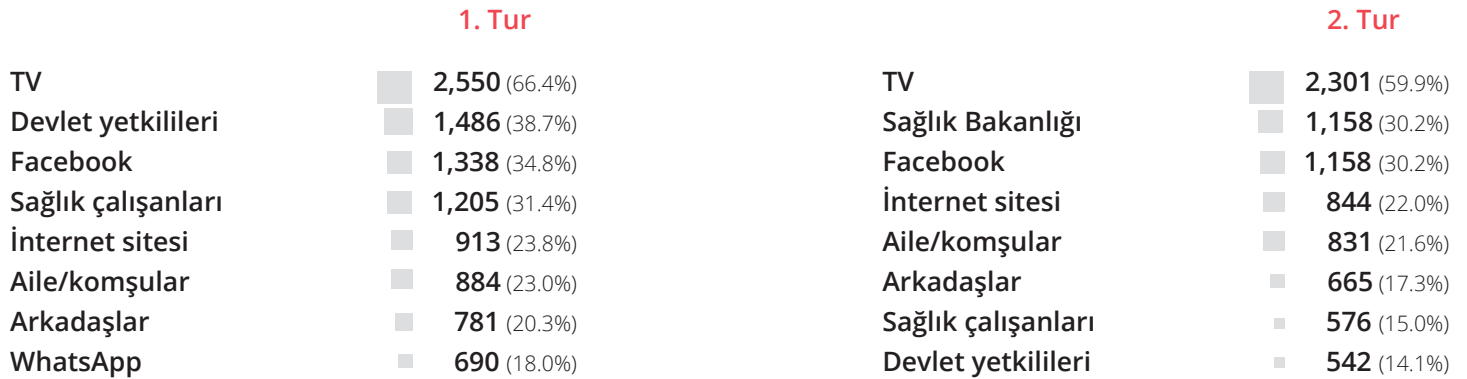 1. Tur
TV 2,550 (66.4%)
Devlet yetkilileri 1,486 (38.7%)
Facebook 1,338 (34.8%)
Sağlık çalışanları 1,205 (31.4%)
İnternet sitesi 913 (23.8%)
Aile/komşular 884 (23.0%)
Arkadaşlar 781 (20.3%)
WhatsApp 690 (18.0%)
2. Tur
TV 2,301 (59.9%)
Sağlık Bakanlığı 1,158 (30.2%)
Facebook 1,158 (30.2%)
İnternet sitesi 844 (22.0%)
Aile/komşular 831 (21.6%)
Arkadaşlar 665 (17.3%)
Sağlık çalışanları 576 (15.0%)
Devlet yetkilileri 542 (14.1%)